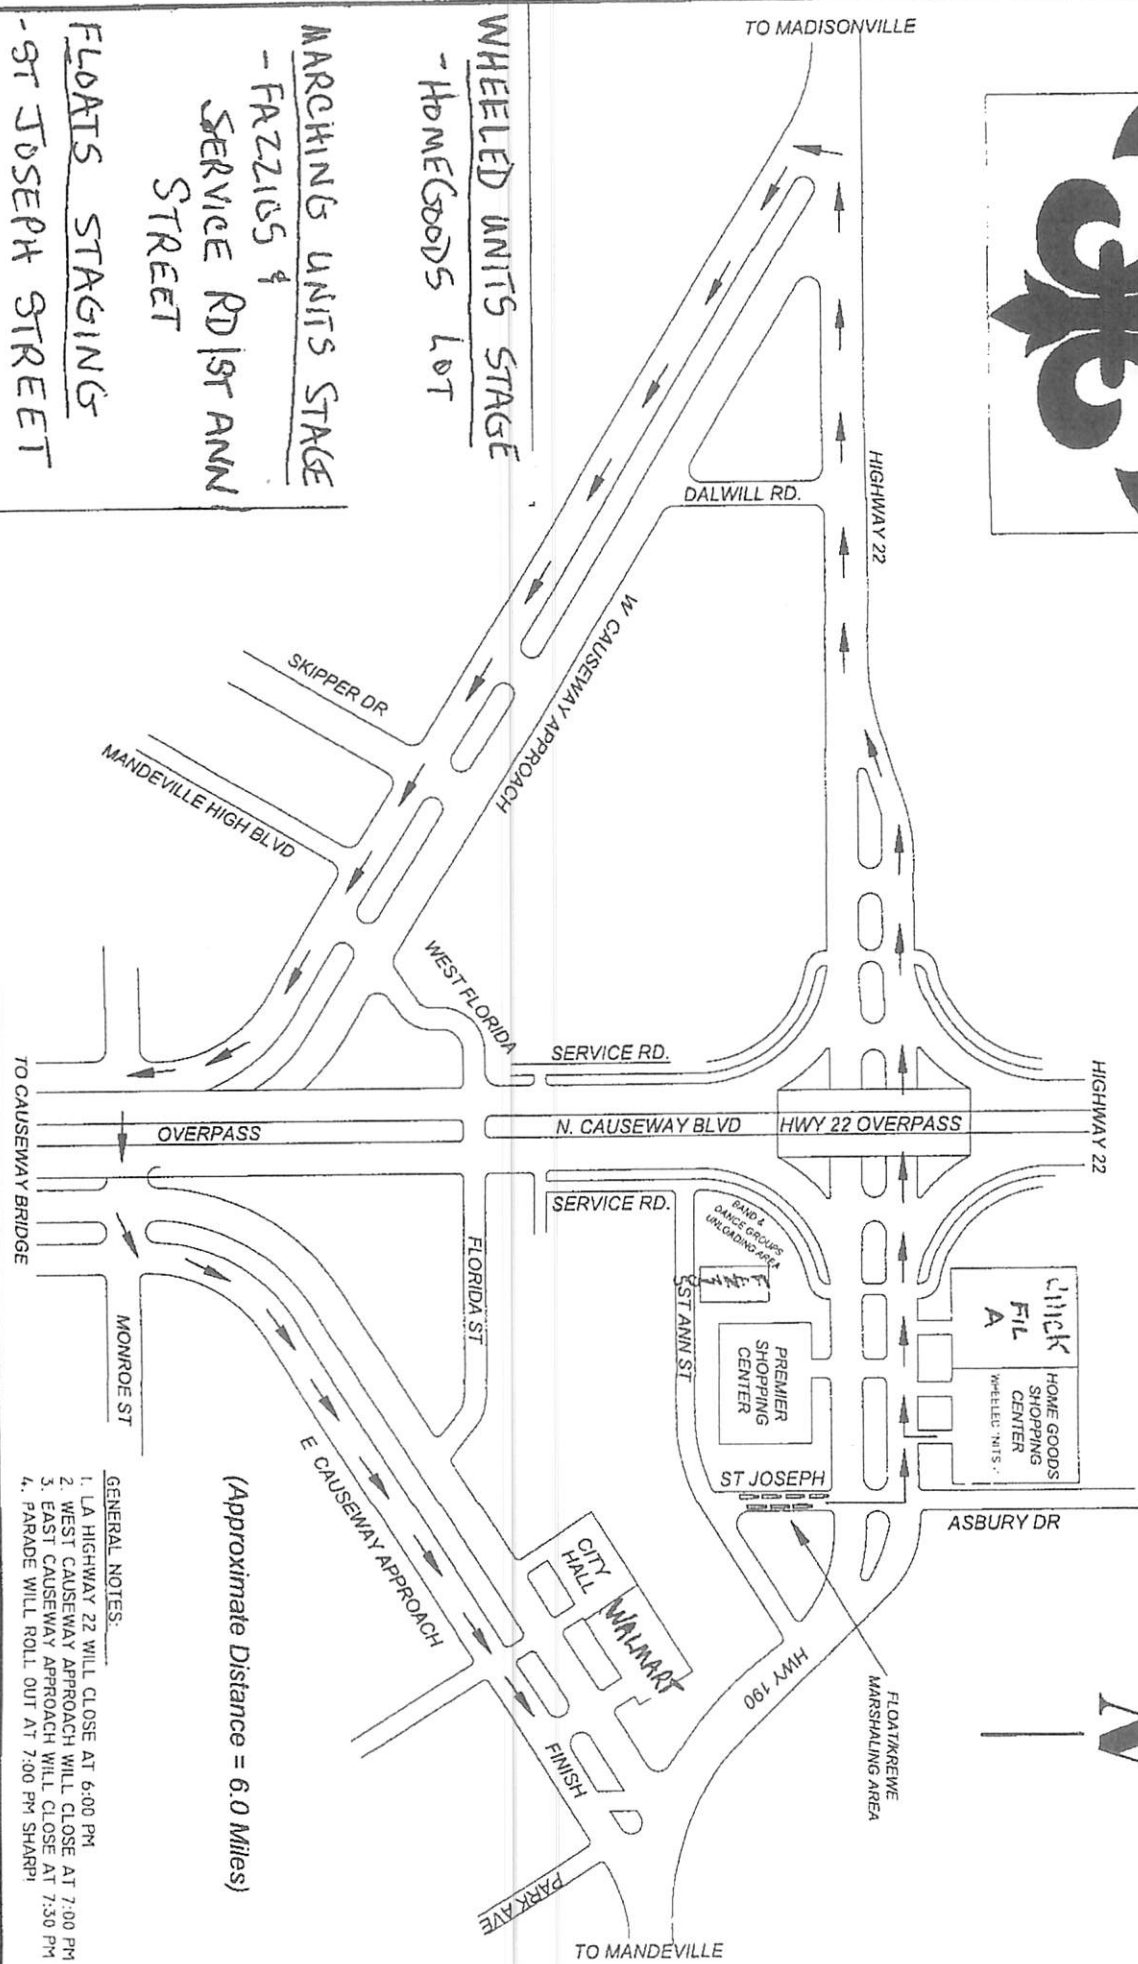 TO MADISONVILLE
WHEELED UNITS STAGE
- HOMEGOODS LOT
MARCHING UNITS STAGE
- FAZZIOS &
SERVICE RD/ST ANN
STREET
FLOATS STAGING
- ST JOSEPH STREET
HIGHWAY 22
DALWILL RD.
W. CAUSEWAY APPROACH
SKIPPER DR
MANDEVILLE HIGH BLVD
WEST FLORIDA
SERVICE RD.
HIGHWAY 22
OVERPASS
N. CAUSEWAY BLVD
HWY 22 OVERPASS
TO CAUSEWAY BRIDGE
SERVICE RD.
BAND &
DANCE GROUPS
UNLOADING AREA
FLORIDA ST
ST ANN ST
MONROE ST
PREMIER
SHOPPING
CENTER
CHICK
FIL
A
HOME GOODS
SHOPPING
CENTER
WHEELED UNITS
ST JOSEPH
ASBURY DR
E CAUSEWAY APPROACH
CITY
HALL
WALMART
HWY 190
FLOAT/KREWE
MARSHALING AREA
FINISH
PARK AVE
TO MANDEVILLE
N
(Approximate Distance = 6.0 Miles)
GENERAL NOTES:
1. LA HIGHWAY 22 WILL CLOSE AT 6:00 PM
2. WEST CAUSEWAY APPROACH WILL CLOSE AT 7:00 PM
3. EAST CAUSEWAY APPROACH WILL CLOSE AT 7:30 PM
4. PARADE WILL ROLL OUT AT 7:00 PM SHARP!